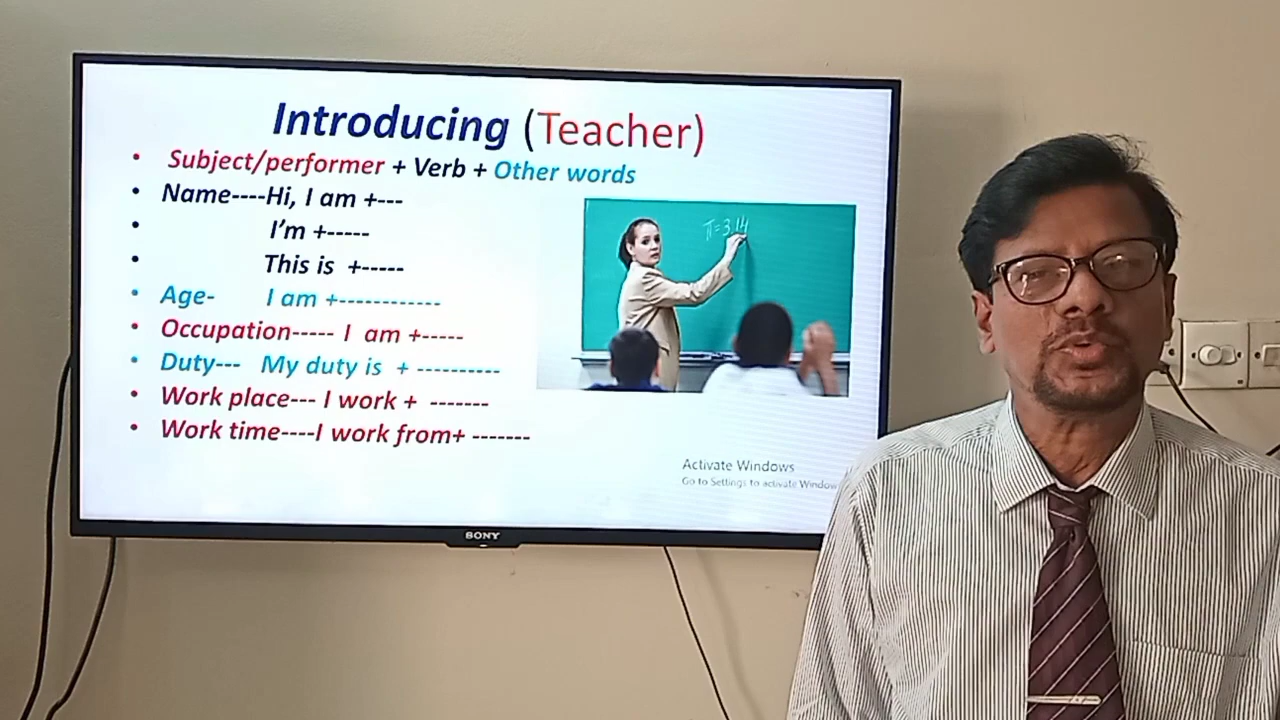 Introducing (Teacher)
• Subject/performer + Verb + Other words
• Name----Hi, I am +---
• I'm +-----
• This is +-----
• Age- I am +------------
• Occupation----- I am +-----
• Duty--- My duty is + ----------
• Work place--- I work + -------
• Work time----I work from+ -------
π=3.14
Activate Windows
Go to Settings to activate Window
SONY